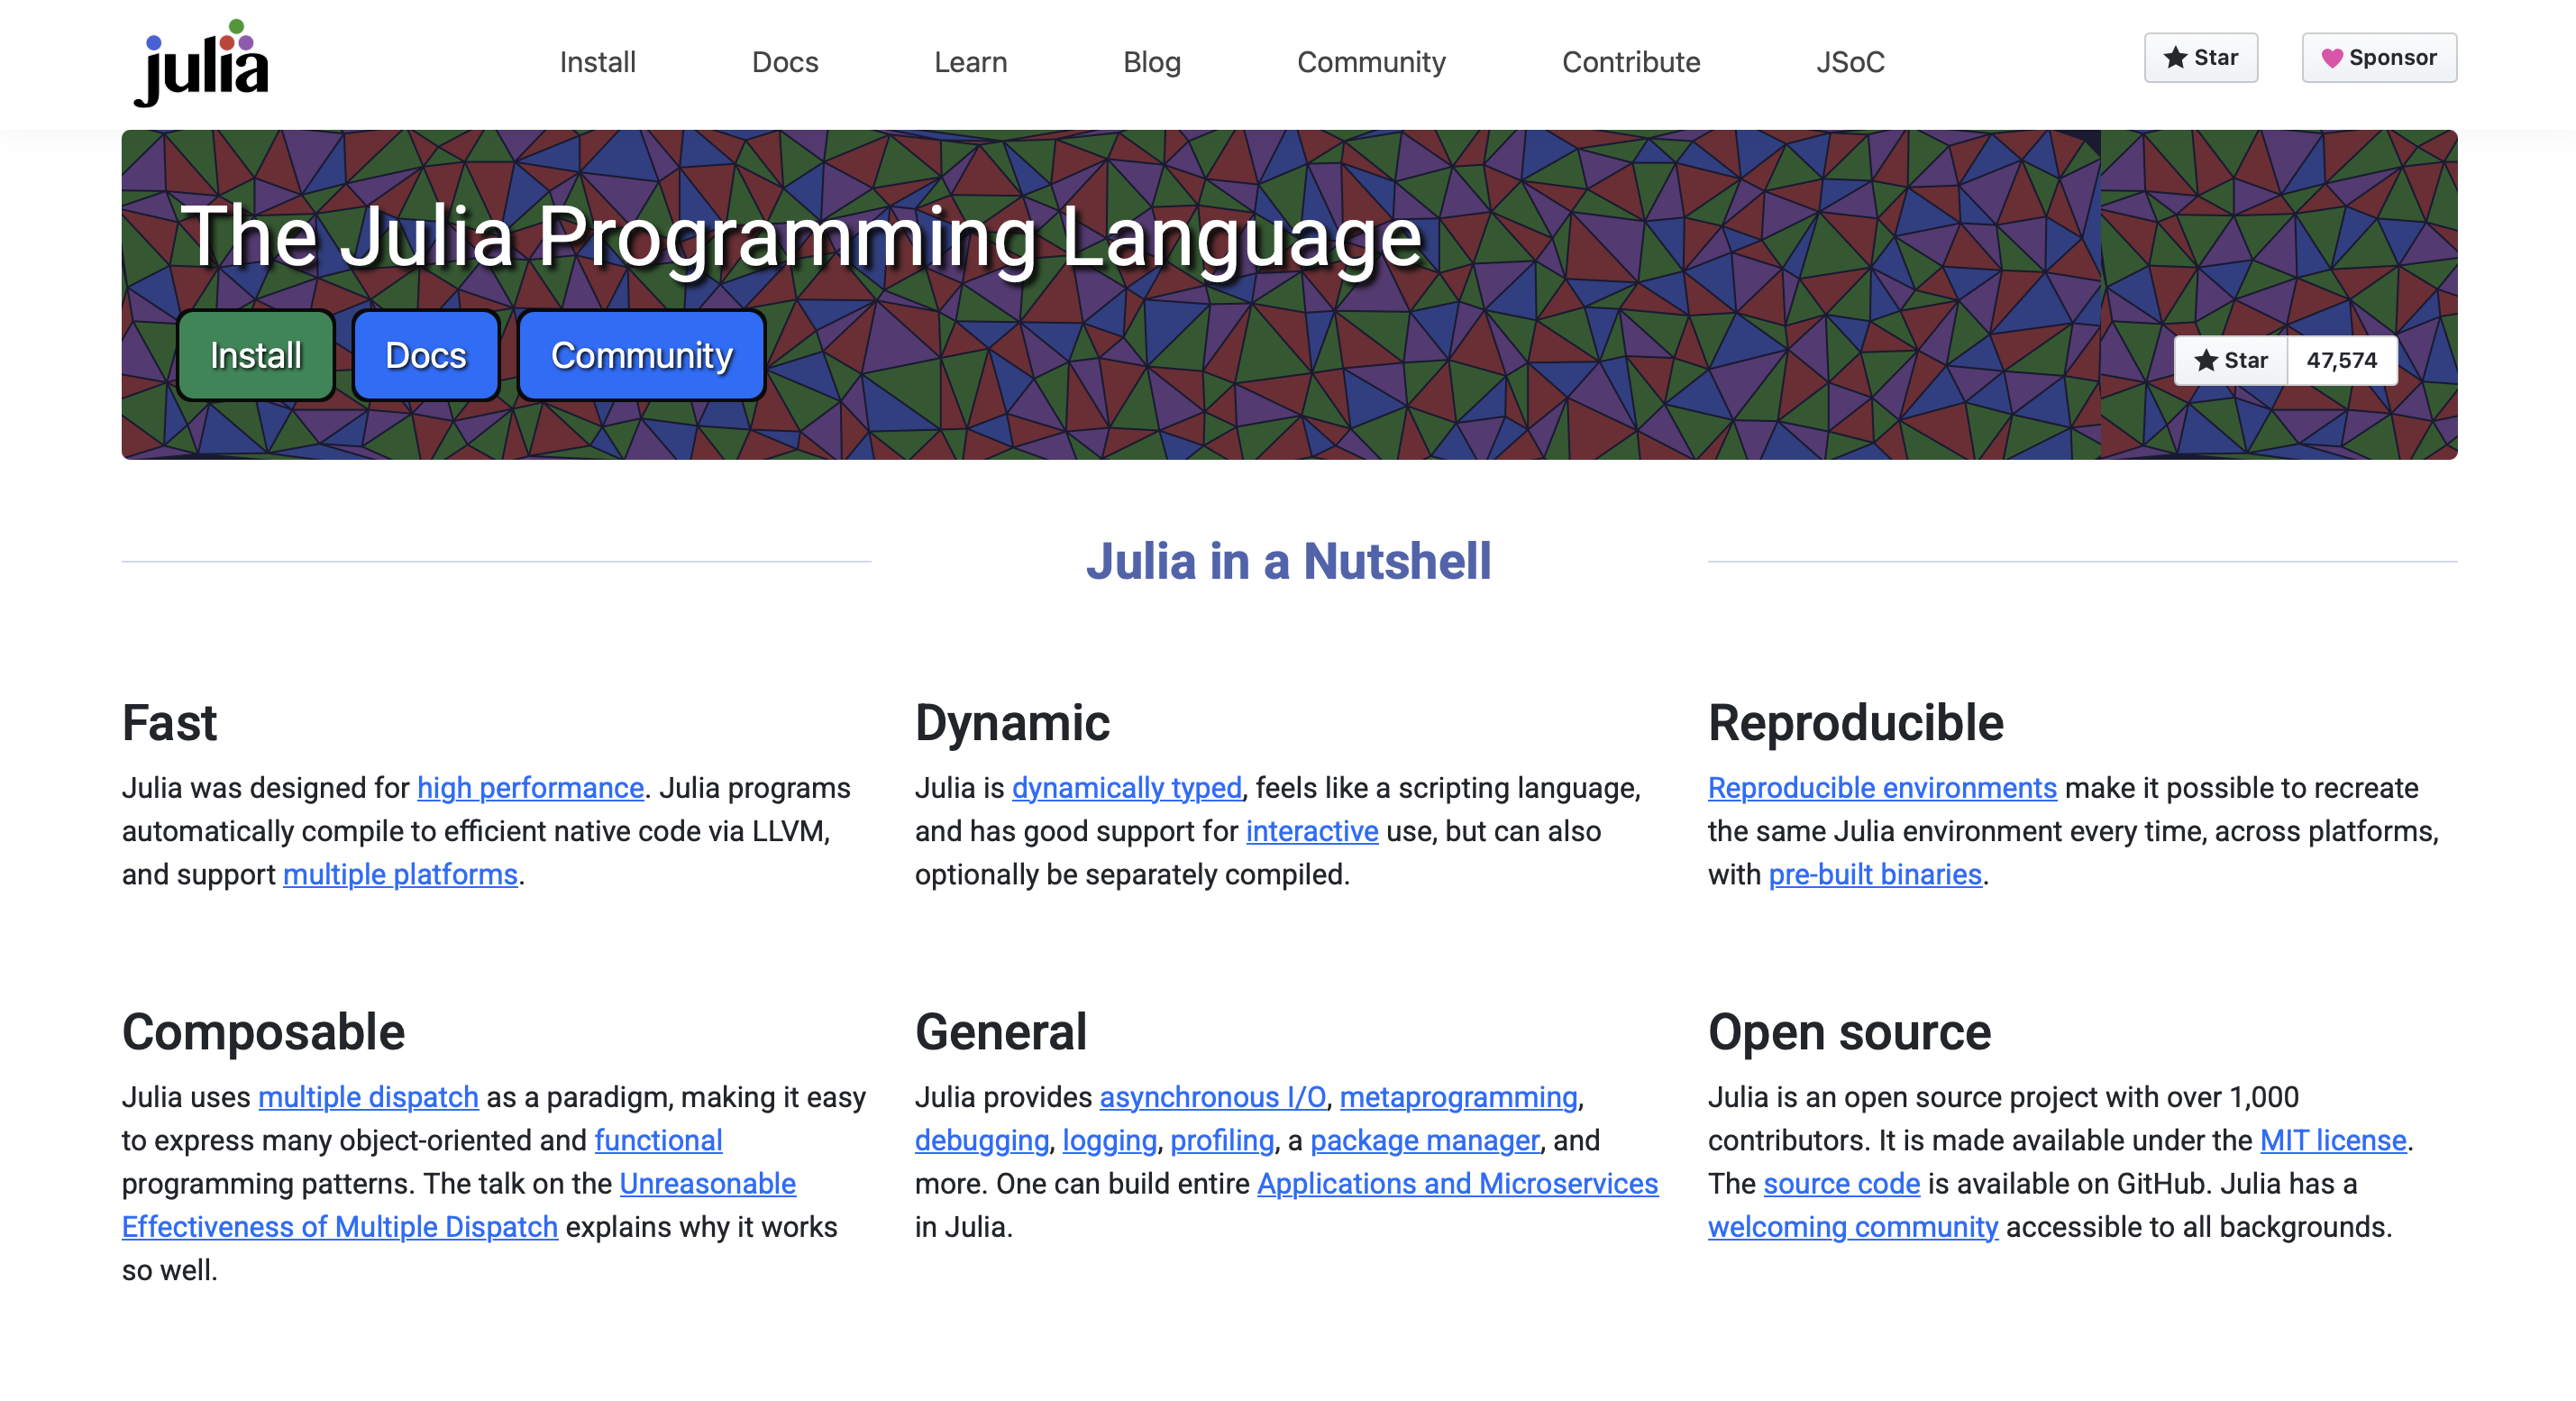 julia
Install
Docs
Learn
Blog
Community
Contribute
JSoC
Star
Sponsor
The Julia Programming Language
Install
Docs
Community
Star
47,574
Julia in a Nutshell
Fast
Julia was designed for high performance. Julia programs
automatically compile to efficient native code via LLVM,
and support multiple platforms.
Dynamic
Julia is dynamically typed, feels like a scripting language,
and has good support for interactive use, but can also
optionally be separately compiled.
Reproducible
Reproducible environments make it possible to recreate
the same Julia environment every time, across platforms,
with pre-built binaries.
Composable
Julia uses multiple dispatch as a paradigm, making it easy
to express many object-oriented and functional
programming patterns. The talk on the Unreasonable
Effectiveness of Multiple Dispatch explains why it works
so well.
General
Julia provides asynchronous I/O, metaprogramming,
debugging, logging, profiling, a package manager, and
more. One can build entire Applications and Microservices
in Julia.
Open source
Julia is an open source project with over 1,000
contributors. It is made available under the MIT license.
The source code is available on GitHub. Julia has a
welcoming community accessible to all backgrounds.